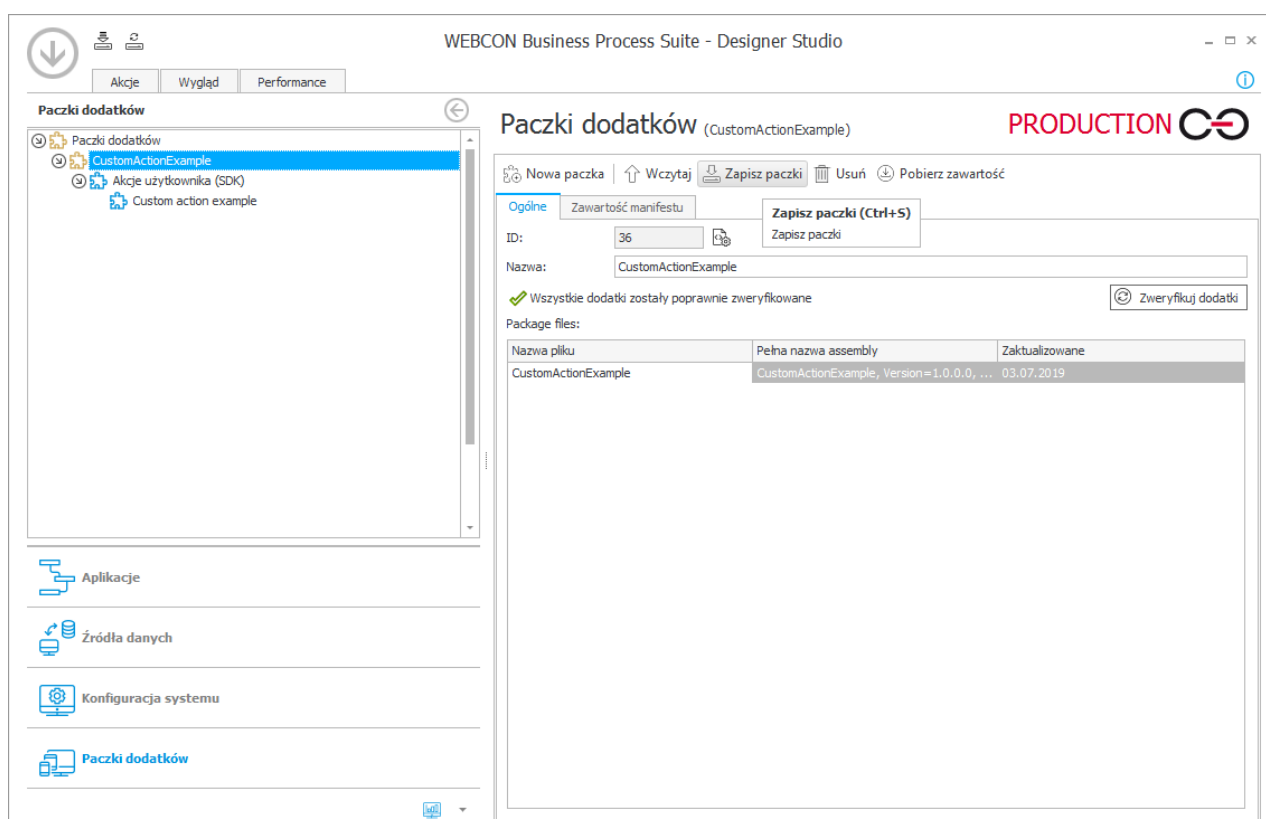 WEBCON Business Process Suite - Designer Studio
Akcje Wygląd Performance
Paczki dodatków
Paczki dodatków
CustomActionExample
Akcje użytkownika (SDK)
Custom action example
Aplikacje
Źródła danych
Konfiguracja systemu
Paczki dodatków
Paczki dodatków (CustomActionExample)
PRODUCTION
Nowa paczka Wczytaj Zapisz paczki Usuń Pobierz zawartość
Ogólne Zawartość manifestu
Zapisz paczki (Ctrl+S)
Zapisz paczki
ID: 36
Nazwa: CustomActionExample
Wszystkie dodatki zostały poprawnie zweryfikowane
Zweryfikuj dodatki
Package files:
Nazwa pliku Pełna nazwa assembly Zaktualizowane
CustomActionExample CustomActionExample, Version=1.0.0.0, ... 03.07.2019